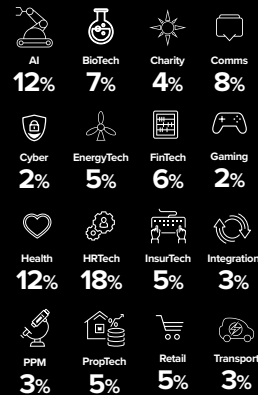 AI BioTech Charity Comms
12% 7% 4% 8%
Cyber EnergyTech FinTech Gaming
2% 5% 6% 2%
Health HRTech InsurTech Integration
12% 18% 5% 3%
PPM PropTech Retail Transport
3% 5% 5% 3%